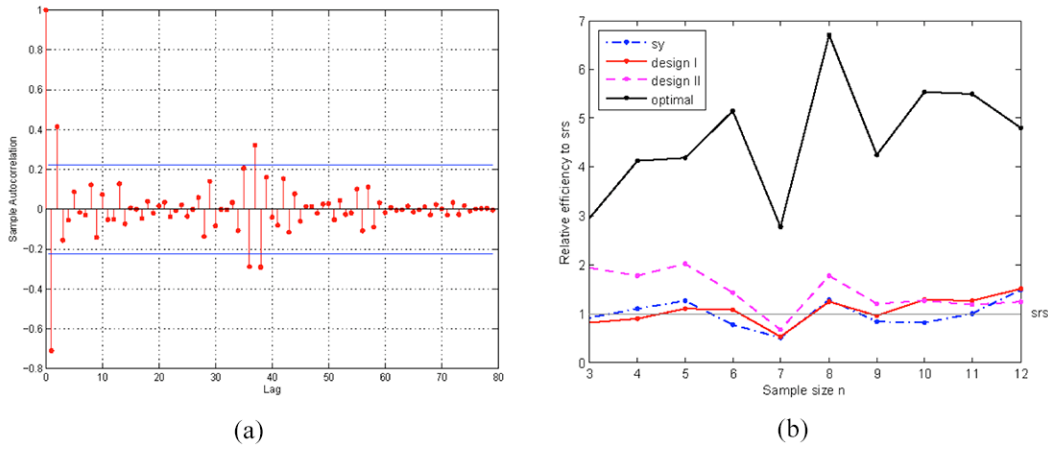 1
0.8
0.6
0.4
0.2
0
-0.2
-0.4
-0.6
-0.8
Sample Autocorrelation
0 10 20 30 40 50 60 70 80
Lag
(a)
7
6
5
4
3
2
1
0
Relative efficiency to srs
sy
design I
design II
optimal
srs
3 4 5 6 7 8 9 10 11 12
Sample size n
(b)